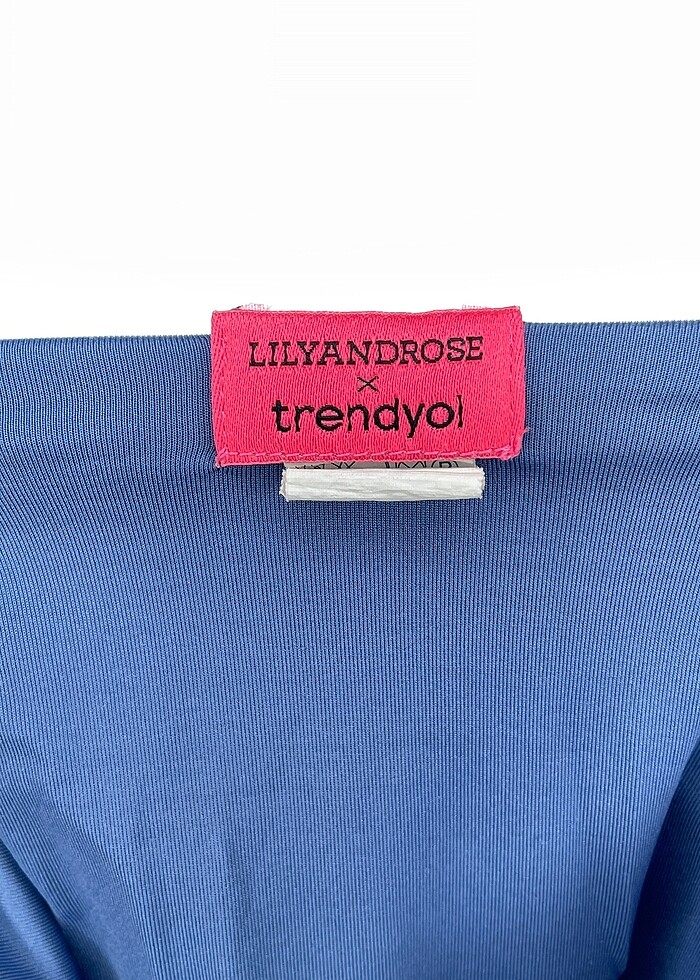 LILYANDROSE
×
trendyol
(P)